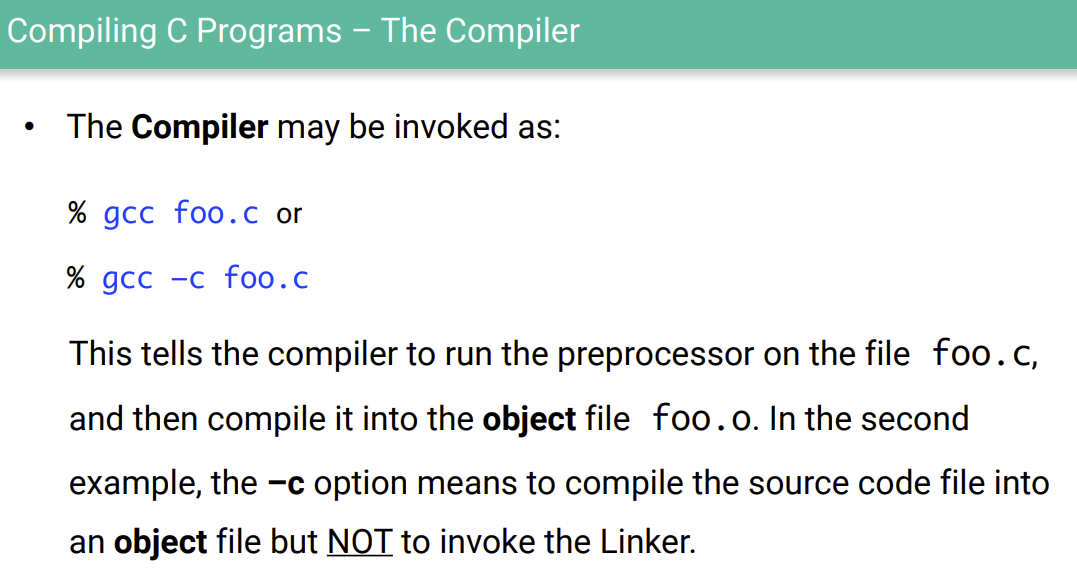 Compiling C Programs – The Compiler
• The Compiler may be invoked as:
% gcc foo.c or
% gcc –c foo.c
This tells the compiler to run the preprocessor on the file foo.c,
and then compile it into the object file foo.o. In the second
example, the –c option means to compile the source code file into
an object file but NOT to invoke the Linker.